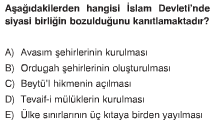 Aşağıdakilerden hangisi İslam Devleti'nde
siyasi birliğin bozulduğunu kanıtlamaktadır?
A) Avasım şehirlerinin kurulması
B) Ordugah şehirlerinin oluşturulması
C) Beytü'l hikmenin açılması
D) Tevaif-i mülüklerin kurulması
E) Ülke sınırlarının üç kıtaya birden yayılması